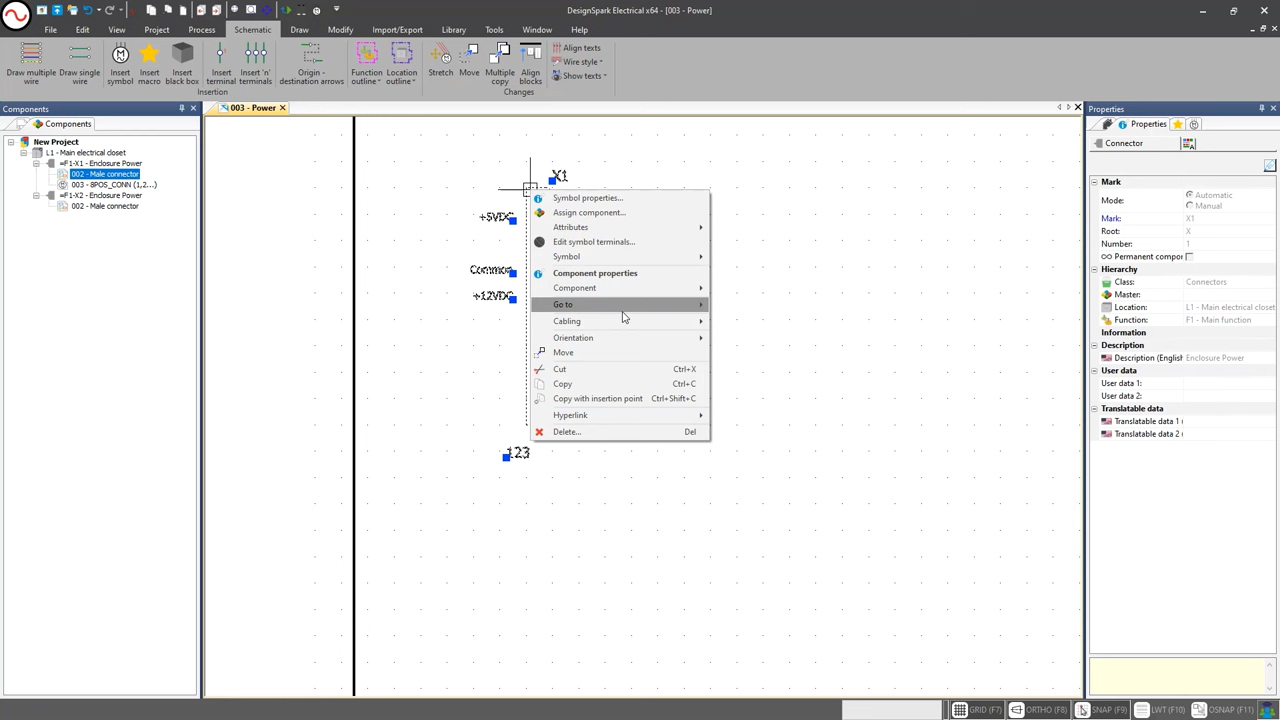 DesignSpark Electrical x64 - [003 - Power]
File Edit View Project Process Schematic Draw Modify Import/Export Library Tools Window Help
Draw multiple wire
Draw single wire
Insert symbol
Insert macro
Insert black box
Insert terminal
Insert 'n' terminals
Origin - destination arrows
Function outline
Location outline
Stretch
Move
Multiple copy
Align blocks
Align texts
Wire style
Show texts
Insertion
Changes
Components
003 - Power
Properties
Components
New Project
L1 - Main electrical closet
=F1-X1 - Enclosure Power
002 - Male connector
003 - 8POS_CONN (1,2...)
=F1-X2 - Enclosure Power
002 - Male connector
X1
+5VDC
Common
+12VDC
123
Symbol properties...
Assign component...
Attributes
Edit symbol terminals...
Symbol
Component properties
Component
Go to
Cabling
Orientation
Move
Cut Ctrl+X
Copy Ctrl+C
Copy with insertion point Ctrl+Shift+C
Hyperlink
Delete... Del
Properties
Connector
Mark
Mode: Automatic
Manual
Mark: X1
Root: X
Number: 1
Permanent compor
Hierarchy
Class: Connectors
Master:
Location: L1 - Main electrical closet
Function: F1 - Main function
Information
Description
Description (English Enclosure Power
User data
User data 1:
User data 2:
Translatable data
Translatable data 1 (
Translatable data 2 (
GRID (F7) ORTHO (F8) SNAP (F9) LWT (F10) OSNAP (F11)